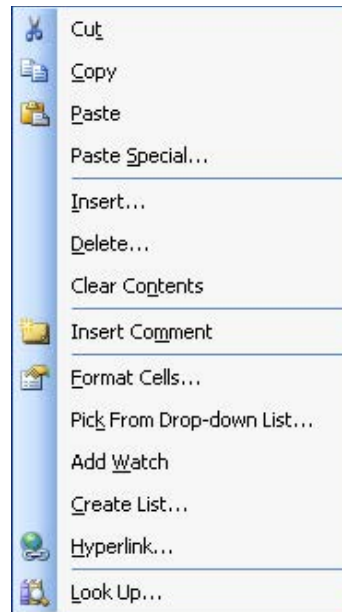 Cut
Copy
Paste
Paste Special...
Insert...
Delete...
Clear Contents
Insert Comment
Format Cells...
Pick From Drop-down List...
Add Watch
Create List...
Hyperlink...
Look Up...